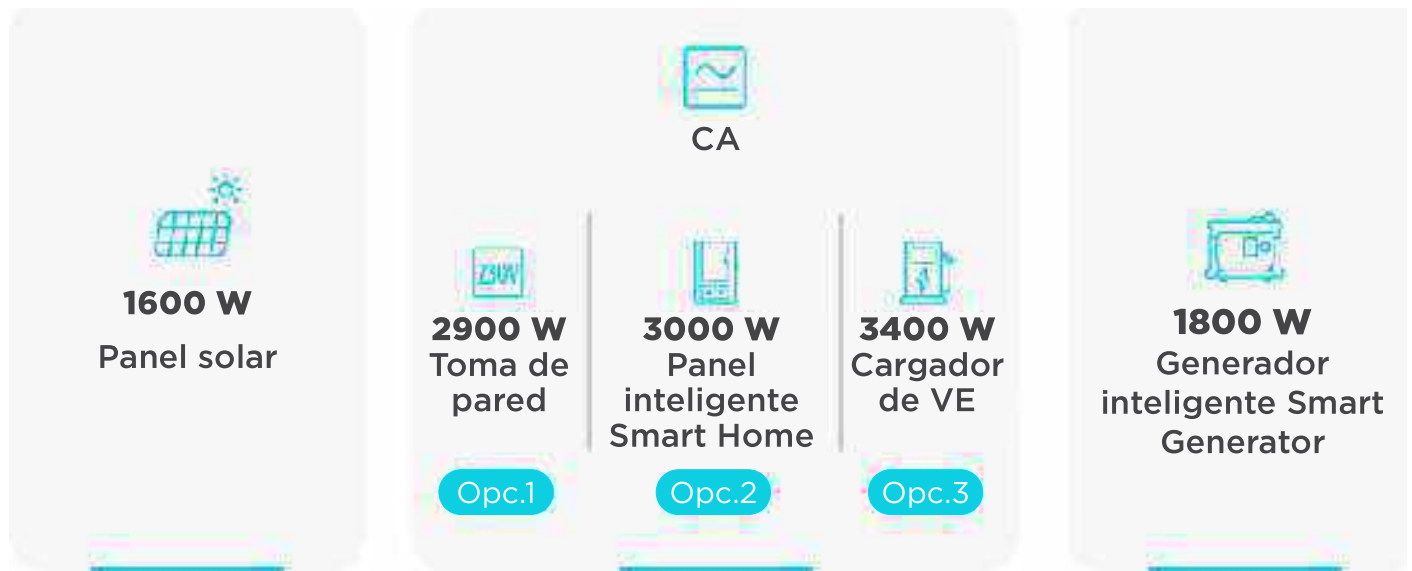 1600 W
Panel solar
CA
230V
2900 W
Toma de
pared
Opc.1
3000 W
Panel
inteligente
Smart Home
Opc.2
3400 W
Cargador
de VE
Opc.3
1800 W
Generador
inteligente Smart
Generator